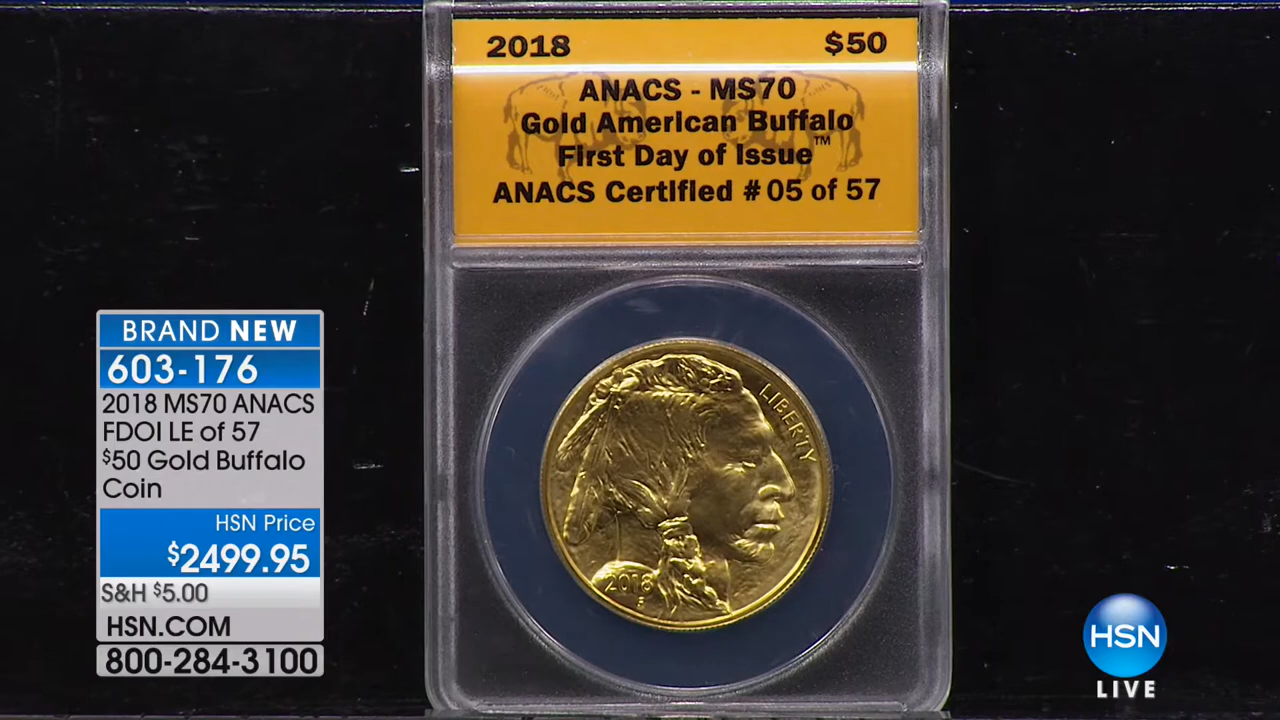 2018 $50
ANACS - MS70
Gold American Buffalo
First Day of Issue™
ANACS Certified # 05 of 57
LIBERTY
2018
F
BRAND NEW
603-176
2018 MS70 ANACS
FDOI LE of 57
$50 Gold Buffalo
Coin
HSN Price
$2499.95
S&H $5.00
HSN.COM
800-284-3100
HSN
LIVE